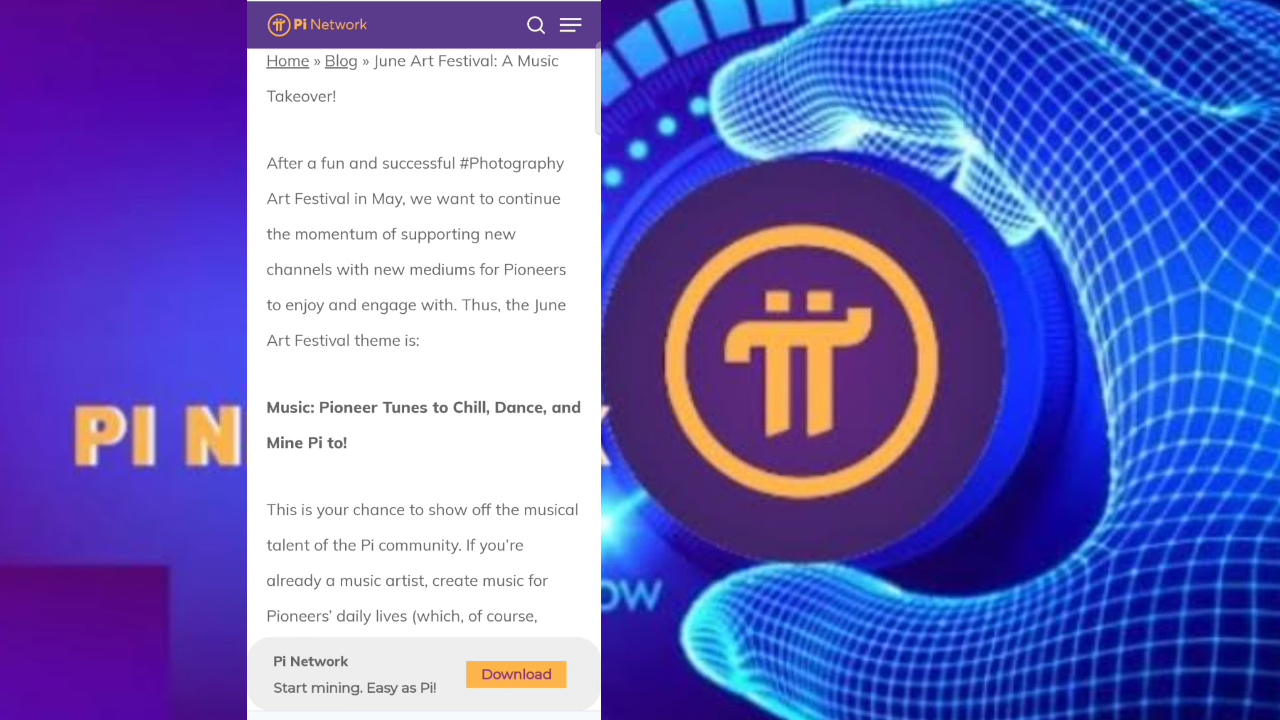 Pi Network
Home » Blog » June Art Festival: A Music
Takeover!
After a fun and successful #Photography
Art Festival in May, we want to continue
the momentum of supporting new
channels with new mediums for Pioneers
to enjoy and engage with. Thus, the June
Art Festival theme is:
Music: Pioneer Tunes to Chill, Dance, and
Mine Pi to!
This is your chance to show off the musical
talent of the Pi community. If you’re
already a music artist, create music for
Pioneers’ daily lives (which, of course,
Pi Network
Start mining. Easy as Pi!
Download
PI N
K
OW